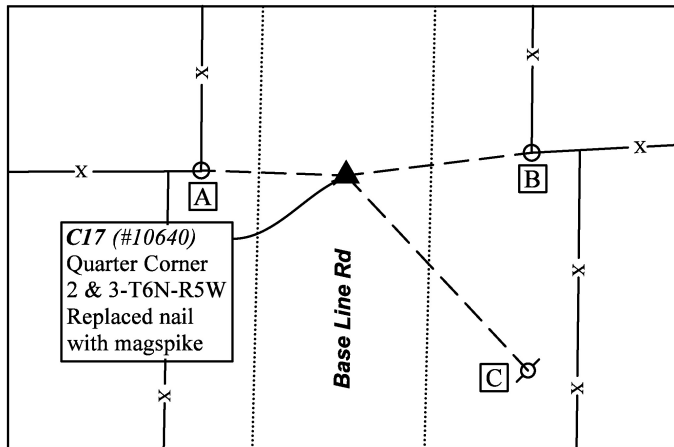 x
x
x
A
B
x
C17 (#10640)
Quarter Corner
2 & 3-T6N-R5W
Replaced nail
with magspike
Base Line Rd
x
C
x
x